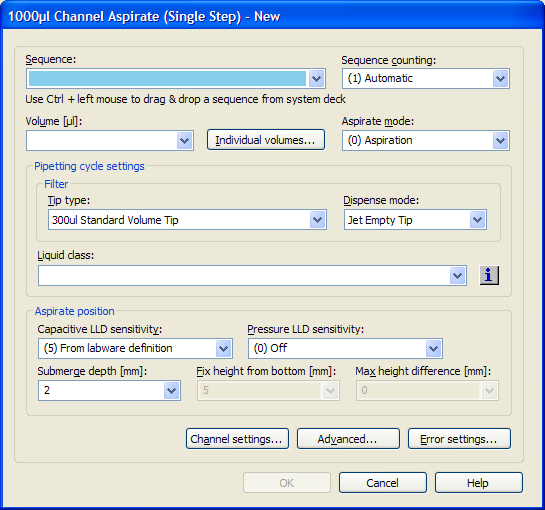 1000µl Channel Aspirate (Single Step) - New
Sequence: Sequence counting:
(1) Automatic
Use Ctrl + left mouse to drag & drop a sequence from system deck
Volume [µl]: Aspirate mode:
Individual volumes... (0) Aspiration
Pipetting cycle settings
Filter
Tip type: Dispense mode:
300ul Standard Volume Tip Jet Empty Tip
Liquid class:
i
Aspirate position
Capacitive LLD sensitivity: Pressure LLD sensitivity:
(5) From labware definition (0) Off
Submerge depth [mm]: Fix height from bottom [mm]: Max height difference [mm]:
2 5 0
Channel settings... Advanced... Error settings...
OK Cancel Help